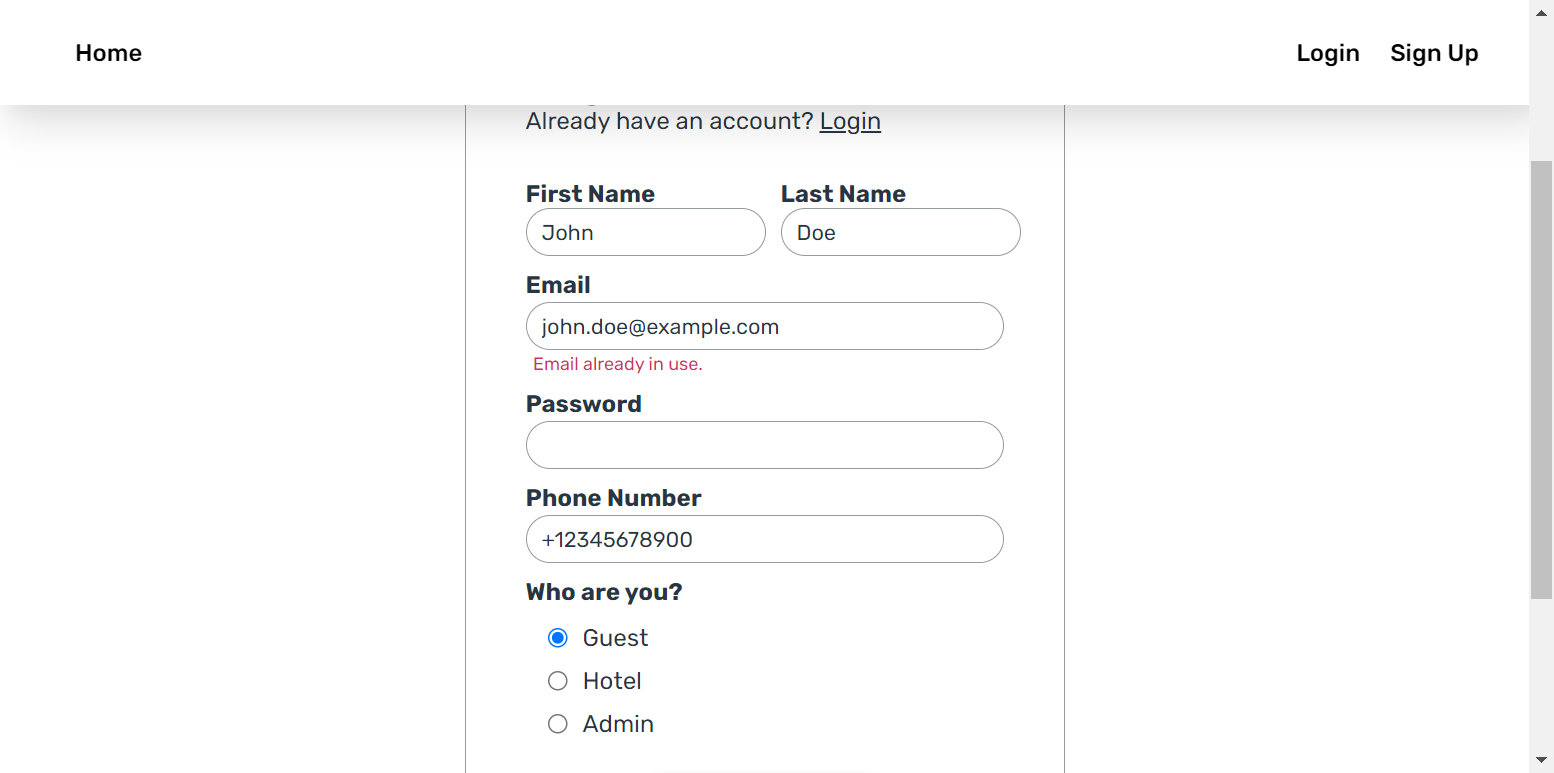 Home Login Sign Up
Already have an account? Login
First Name Last Name
John Doe
Email
john.doe@example.com
Email already in use.
Password
Phone Number
+12345678900
Who are you?
Guest
Hotel
Admin